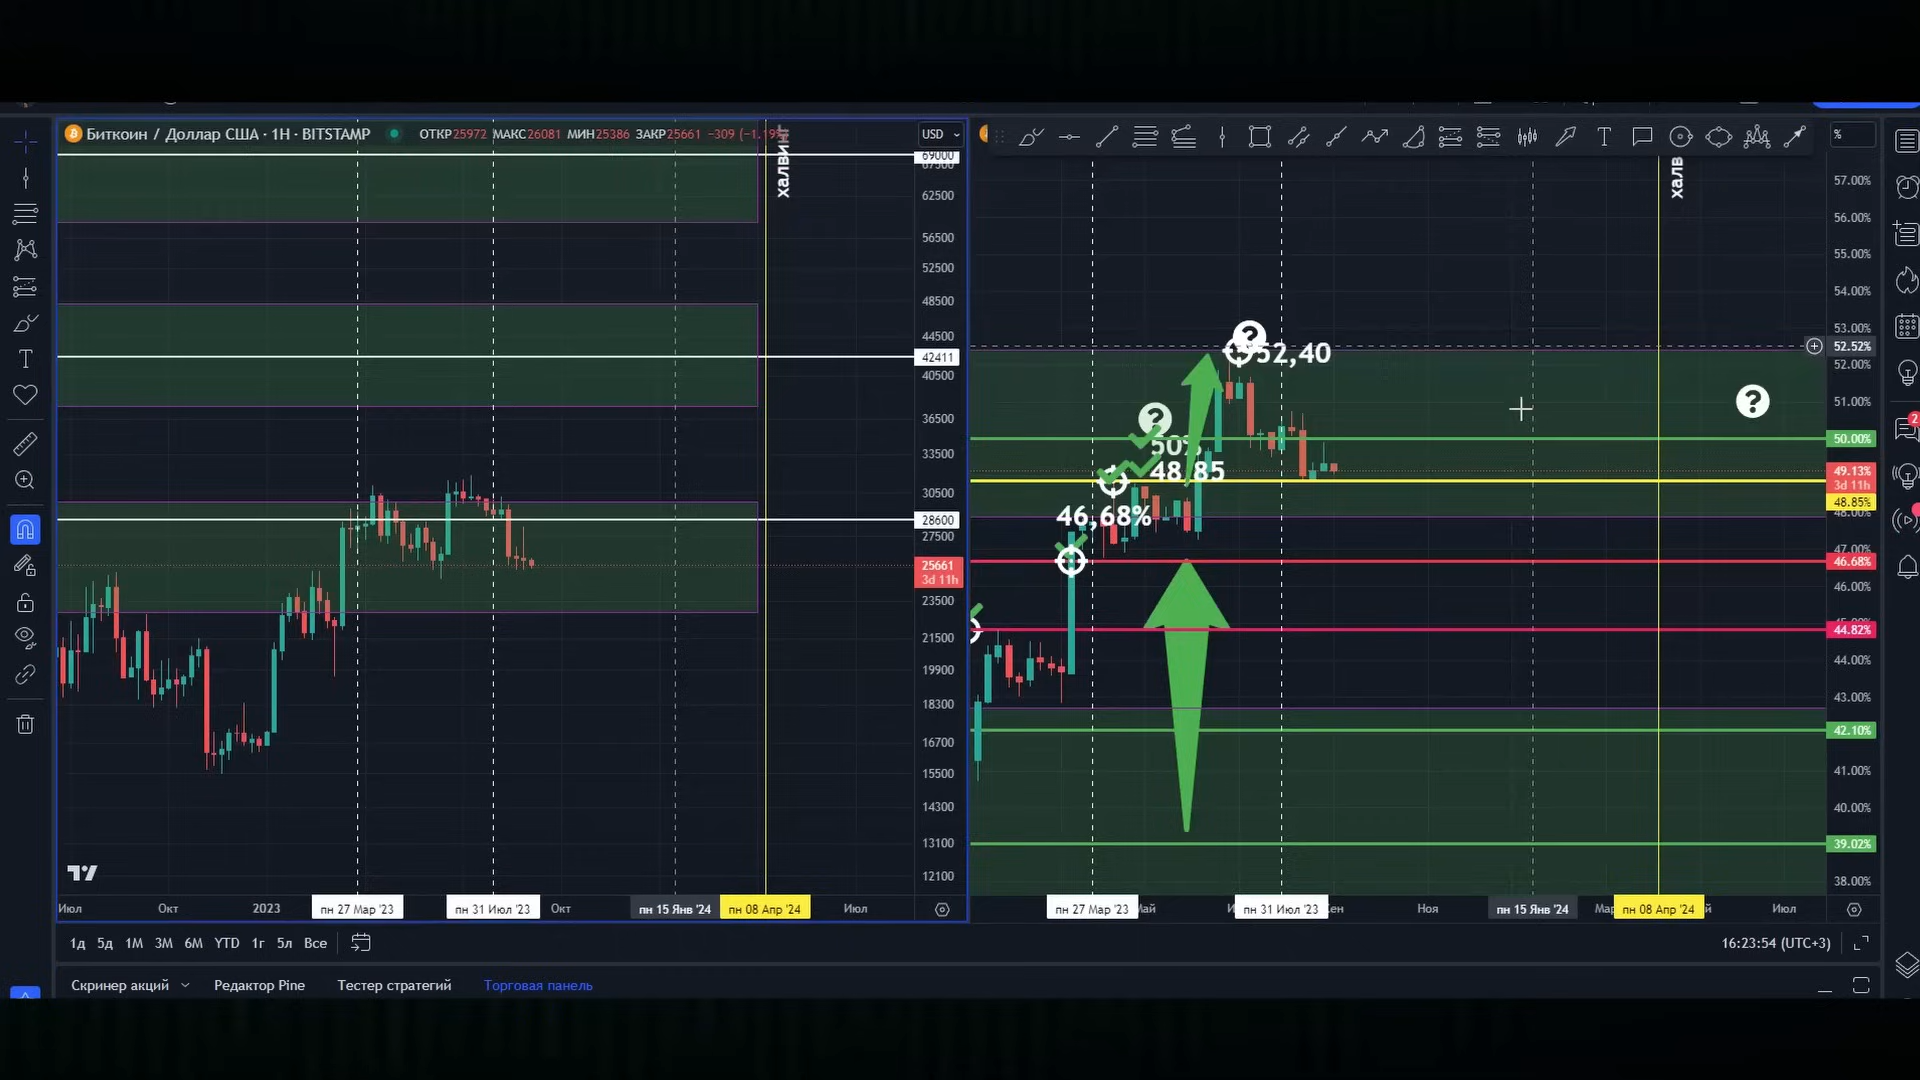 Биткоин / Доллар США · 1Н · BITSTAMP
ОТКР25972 МАКС26081 МИН25386 ЗАКР25661 −309
USD
69000
62500
56500
52500
48500
44500
42411
40500
36500
33500
30500
28600
27500
25661
3d 11h
23500
21500
19900
18300
16700
15500
14300
13100
12100
Июл
Окт
2023
пн 27 Мар '23
пн 31 Июл '23
Окт
пн 15 Янв '24
пн 08 Апр '24
Июл
%
халв
57.00%
56.00%
55.00%
54.00%
53.00%
52.52%
52.00%
51.00%
50.00%
49.13%
3d 11h
48.85%
48.00%
47.00%
46.68%
46.00%
44.82%
44.00%
43.00%
42.10%
41.00%
40.00%
39.02%
38.00%
52,40
50%
48,85
46,68%
пн 27 Мар '23
Май
пн 31 Июл '23
Ноя
пн 15 Янв '24
пн 08 Апр '24
Июл
1д 5д 1М 3М 6М YTD 1г 5л Все
16:23:54 (UTC+3)
Скринер акций
Редактор Pine
Тестер стратегий
Торговая панель